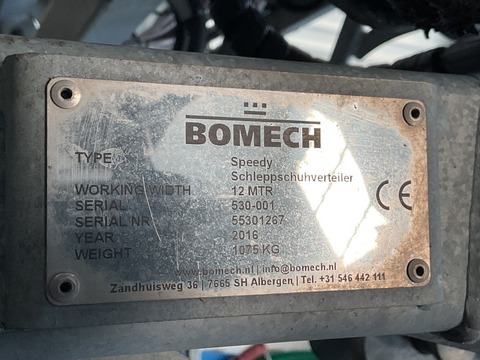 BOMECH
TYPE Speedy
Schleppschuhverteiler
WORKING WIDTH 12 MTR
SERIAL 530-001
SERIAL NR 55301267
YEAR 2016
WEIGHT 1075 KG
CE
www.bomech.nl | info@bomech.nl
Zandhuisweg 36 | 7665 SH Albergen | Tel. +31 546 442 111